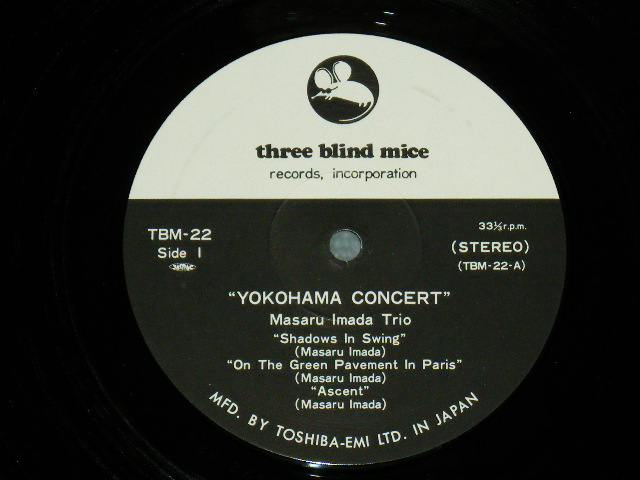 three blind mice
records, incorporation
TBM-22
Side 1
33⅓r.p.m.
(STEREO)
(TBM-22-A)
“YOKOHAMA CONCERT”
Masaru Imada Trio
“Shadows In Swing”
(Masaru Imada)
“On The Green Pavement In Paris”
(Masaru Imada)
“Ascent”
(Masaru Imada)
MFD. BY TOSHIBA-EMI LTD. IN JAPAN